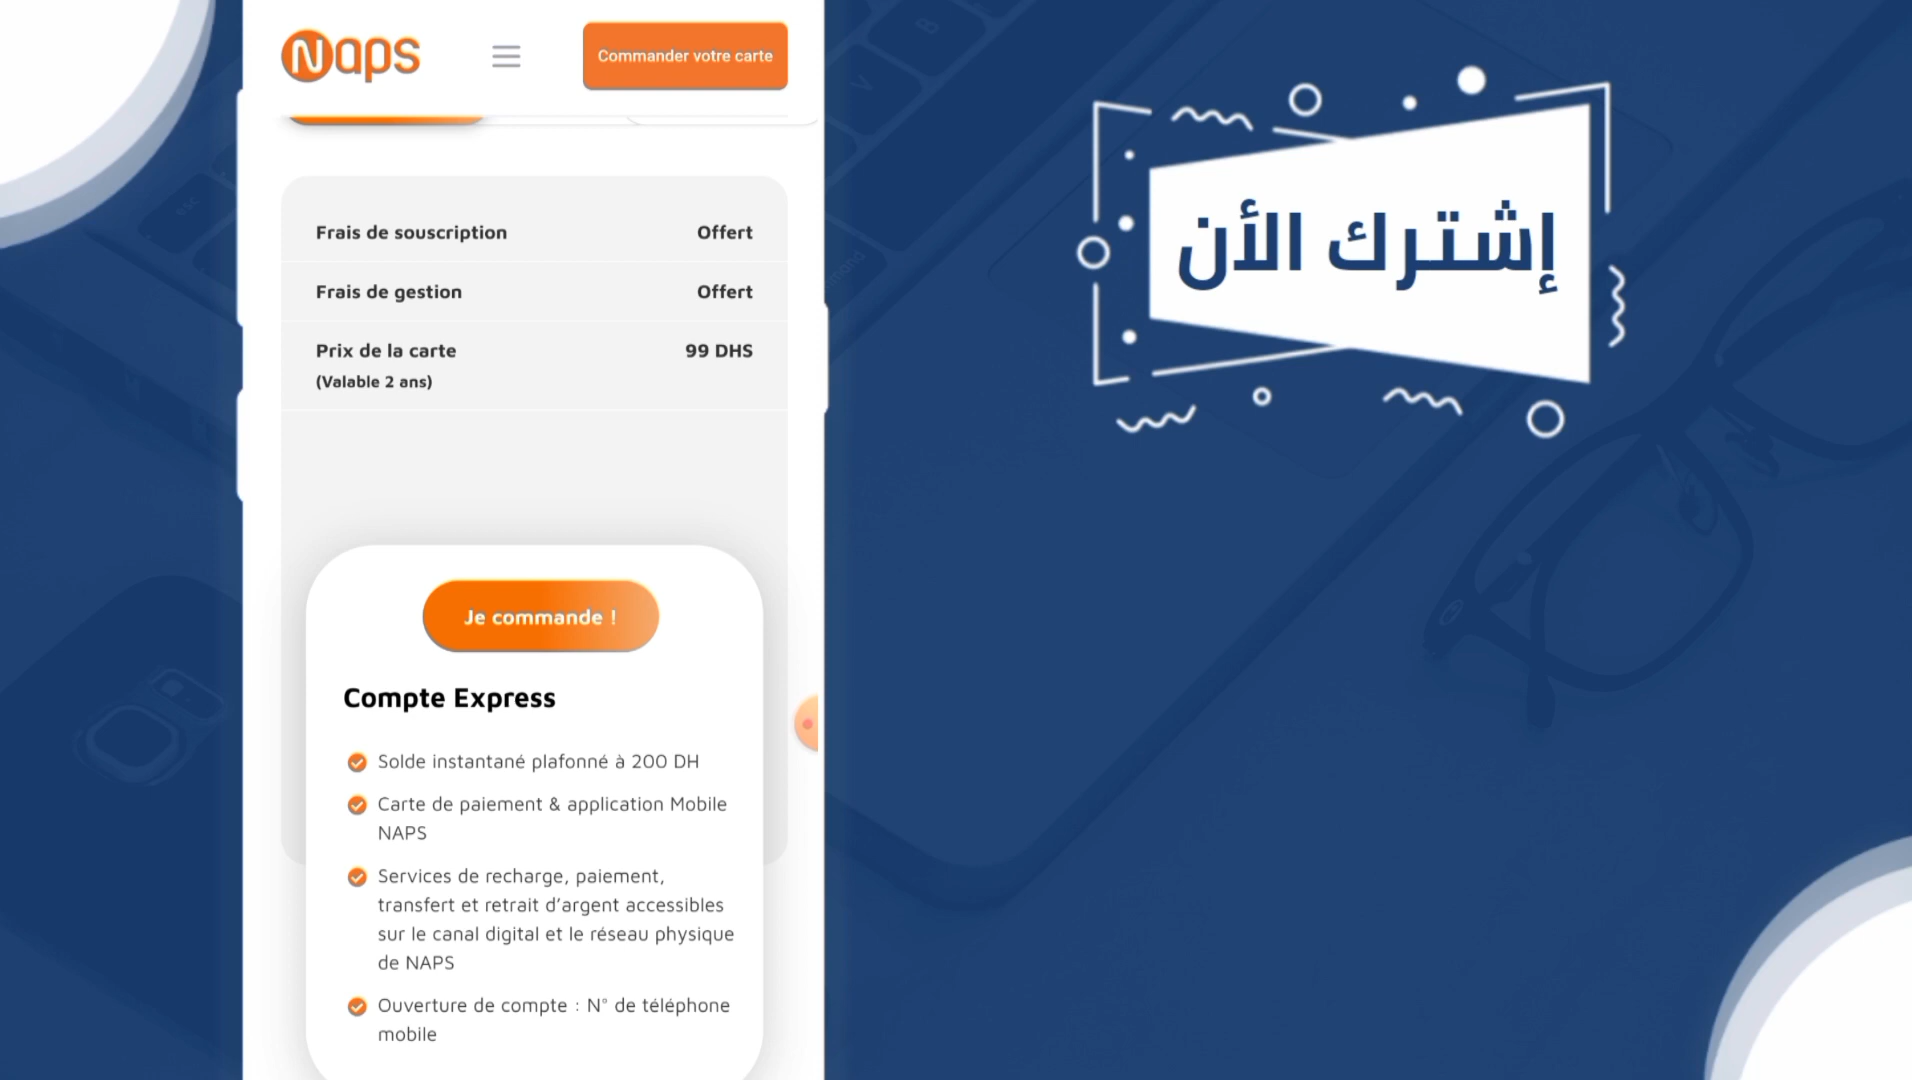 Naps
Commander votre carte
Frais de souscription Offert
Frais de gestion Offert
Prix de la carte 99 DHS
(Valable 2 ans)
Je commande !
Compte Express
Solde instantané plafonné à 200 DH
Carte de paiement & application Mobile
NAPS
Services de recharge, paiement,
transfert et retrait d’argent accessibles
sur le canal digital et le réseau physique
de NAPS
Ouverture de compte : N° de téléphone
mobile
إشترك الأن